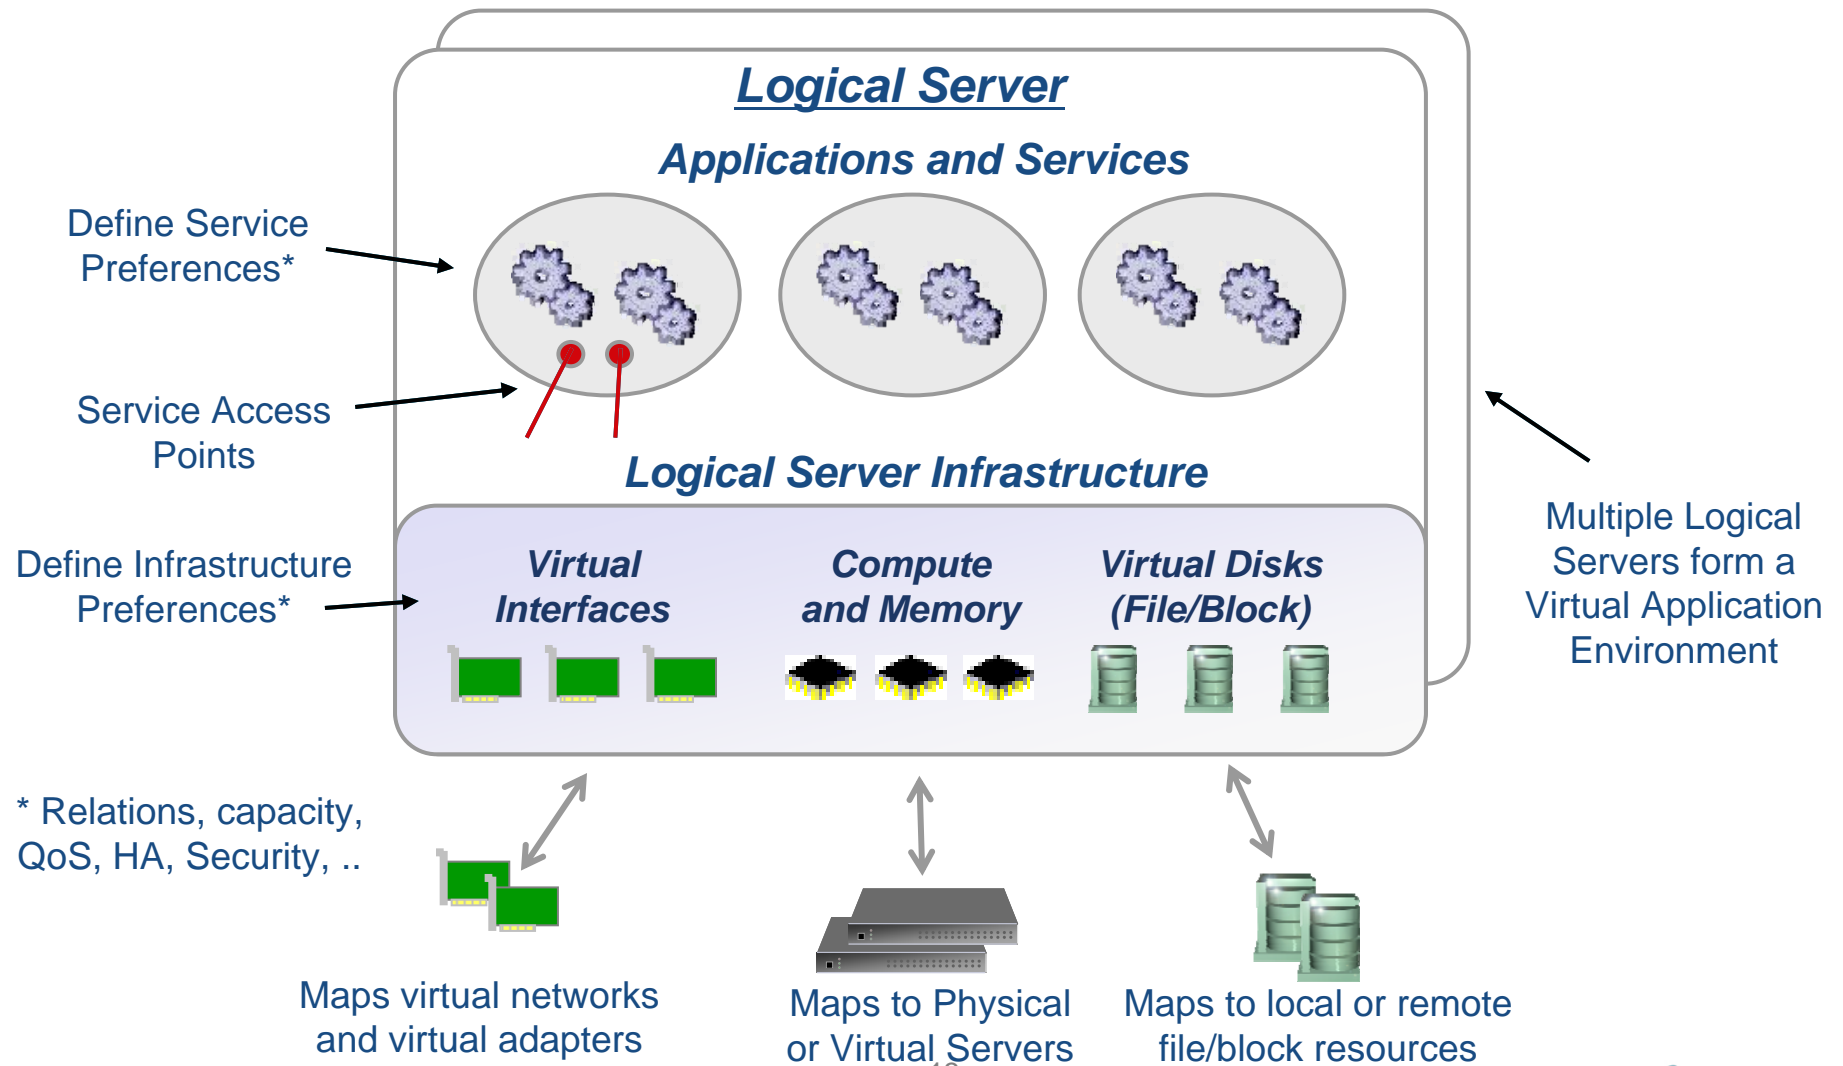 Logical Server
Applications and Services
Define Service
Preferences*
Service Access
Points
Logical Server Infrastructure
Define Infrastructure
Preferences*
Virtual
Interfaces
Compute
and Memory
Virtual Disks
(File/Block)
Multiple Logical
Servers form a
Virtual Application
Environment
* Relations, capacity,
QoS, HA, Security, ..
Maps virtual networks
and virtual adapters
Maps to Physical
or Virtual Servers
Maps to local or remote
file/block resources